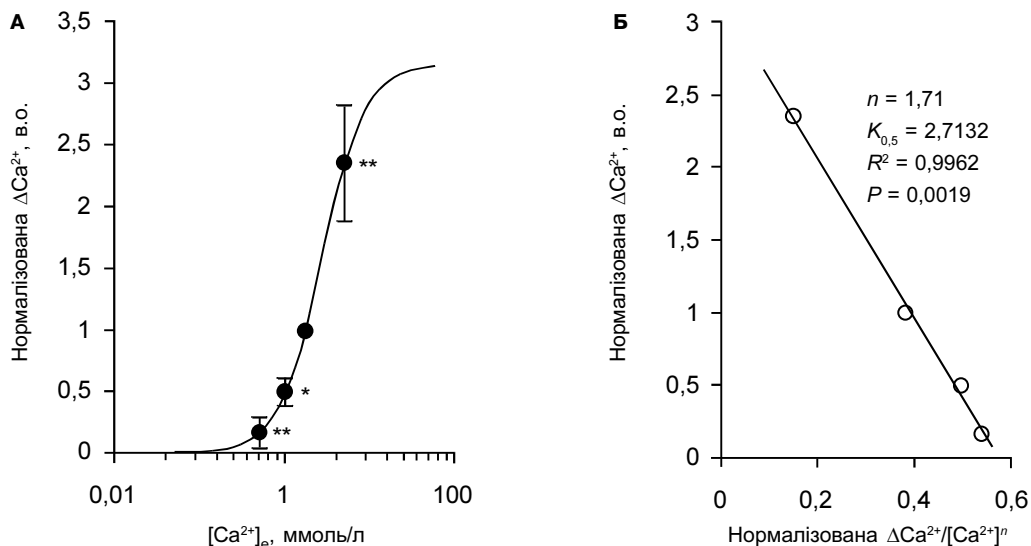 А
3,5
3
2,5
2
1,5
1
0,5
0
Нормалізована ΔCa²⁺, в.о.
**
*
**
0,01
1
100
[Ca²⁺]ₑ, ммоль/л
Б
3
2,5
2
1,5
1
0,5
0
Нормалізована ΔCa²⁺, в.о.
n = 1,71
K₀,₅ = 2,7132
R² = 0,9962
P = 0,0019
0
0,2
0,4
0,6
Нормалізована ΔCa²⁺/[Ca²⁺]ⁿ